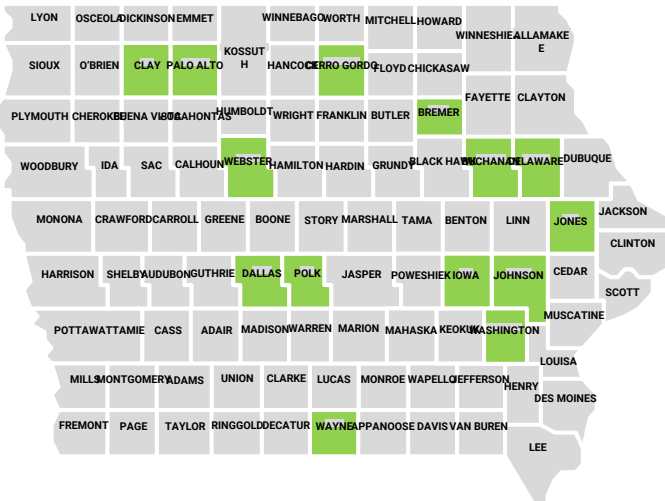 LYON OSCEOLA DICKINSON EMMET WINNEBAGO WORTH MITCHELL HOWARD
WINNESHIEK ALLAMAKE
E
KOSSUT
H
SIOUX O'BRIEN CLAY PALO ALTO HANCOCK CERRO GORDO FLOYD CHICKASAW
FAYETTE CLAYTON
PLYMOUTH CHEROKEE BUENA VISTA POCAHONTAS HUMBOLDT WRIGHT FRANKLIN BUTLER BREMER
WOODBURY IDA SAC CALHOUN WEBSTER HAMILTON HARDIN GRUNDY BLACK HAWK BUCHANAN DELAWARE DUBUQUE
MONONA CRAWFORD CARROLL GREENE BOONE STORY MARSHALL TAMA BENTON LINN JONES JACKSON
CLINTON
HARRISON SHELBY AUDUBON GUTHRIE DALLAS POLK JASPER POWESHIEK IOWA JOHNSON CEDAR
SCOTT
MUSCATINE
POTTAWATTAMIE CASS ADAIR MADISON WARREN MARION MAHASKA KEOKUK WASHINGTON
LOUISA
MILLS MONTGOMERY ADAMS UNION CLARKE LUCAS MONROE WAPELLO JEFFERSON HENRY
DES MOINES
FREMONT PAGE TAYLOR RINGGOLD DECATUR WAYNE APPANOOSE DAVIS VAN BUREN
LEE